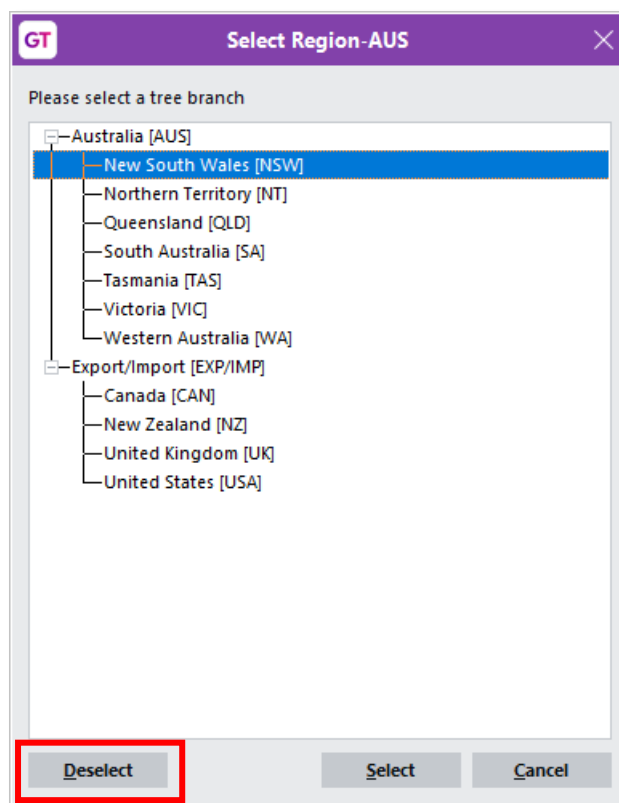 GT
Select Region-AUS
Please select a tree branch
Australia [AUS]
New South Wales [NSW]
Northern Territory [NT]
Queensland [QLD]
South Australia [SA]
Tasmania [TAS]
Victoria [VIC]
Western Australia [WA]
Export/Import [EXP/IMP]
Canada [CAN]
New Zealand [NZ]
United Kingdom [UK]
United States [USA]
Deselect Select Cancel